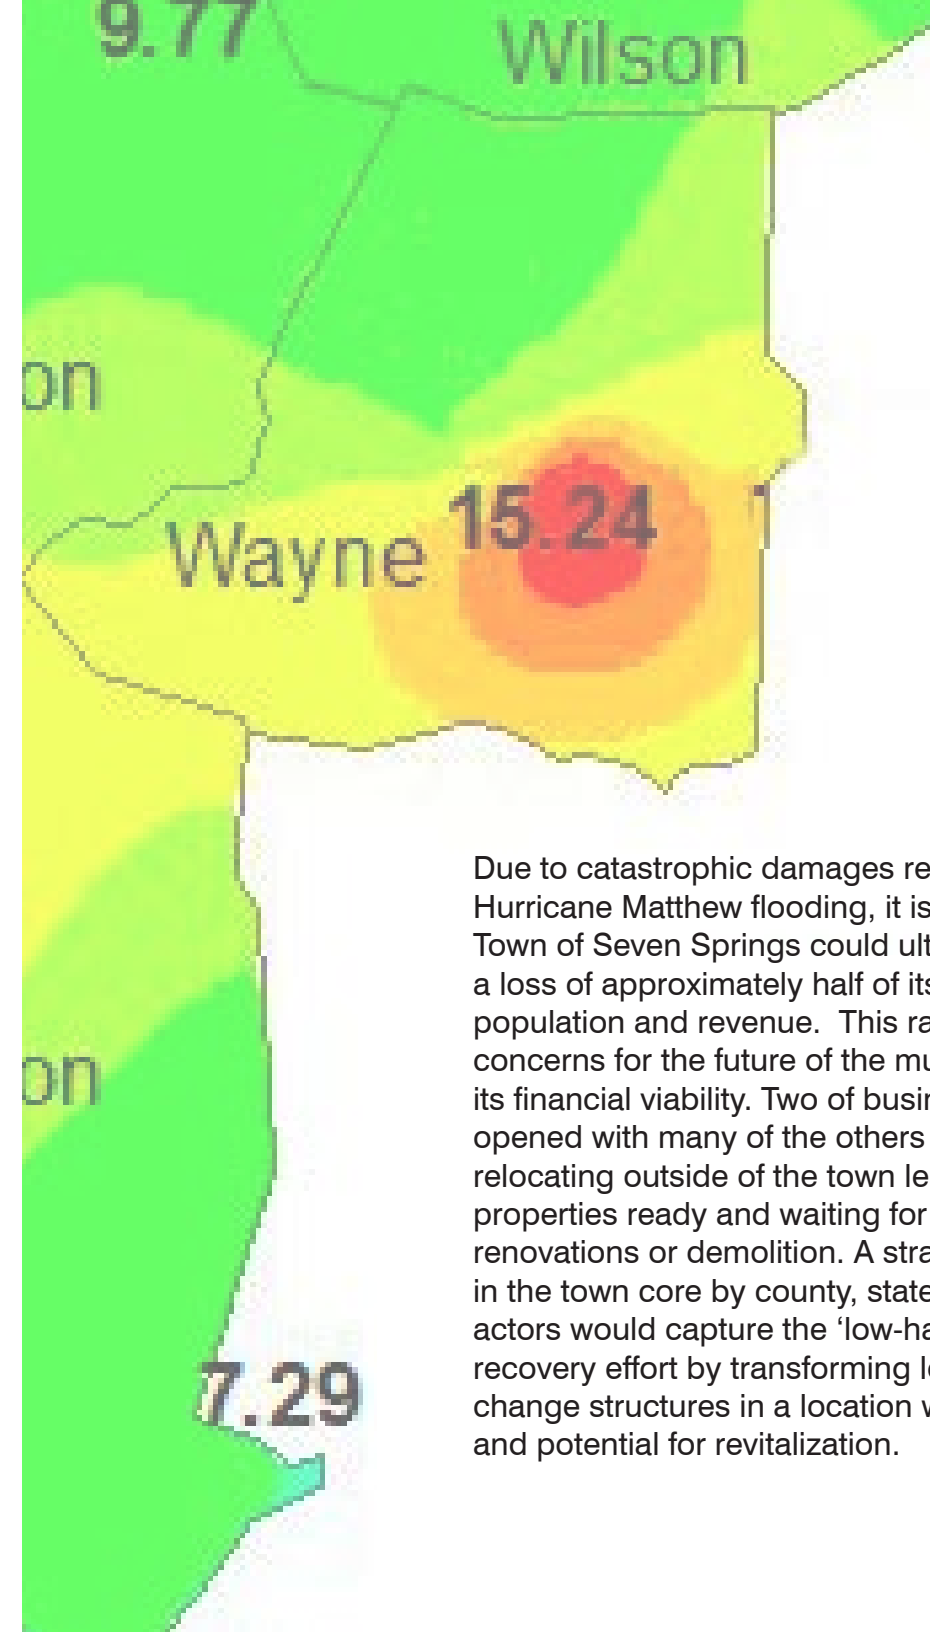 9.77
Wilson
on
Wayne 15.24
Due to catastrophic damages re
Hurricane Matthew flooding, it is
Town of Seven Springs could ult
a loss of approximately half of its
population and revenue.  This ra
concerns for the future of the mu
its financial viability. Two of busin
opened with many of the others
relocating outside of the town le
properties ready and waiting for
renovations or demolition. A stra
in the town core by county, state
actors would capture the ‘low-ha
recovery effort by transforming lo
change structures in a location w
and potential for revitalization.
on
7.29